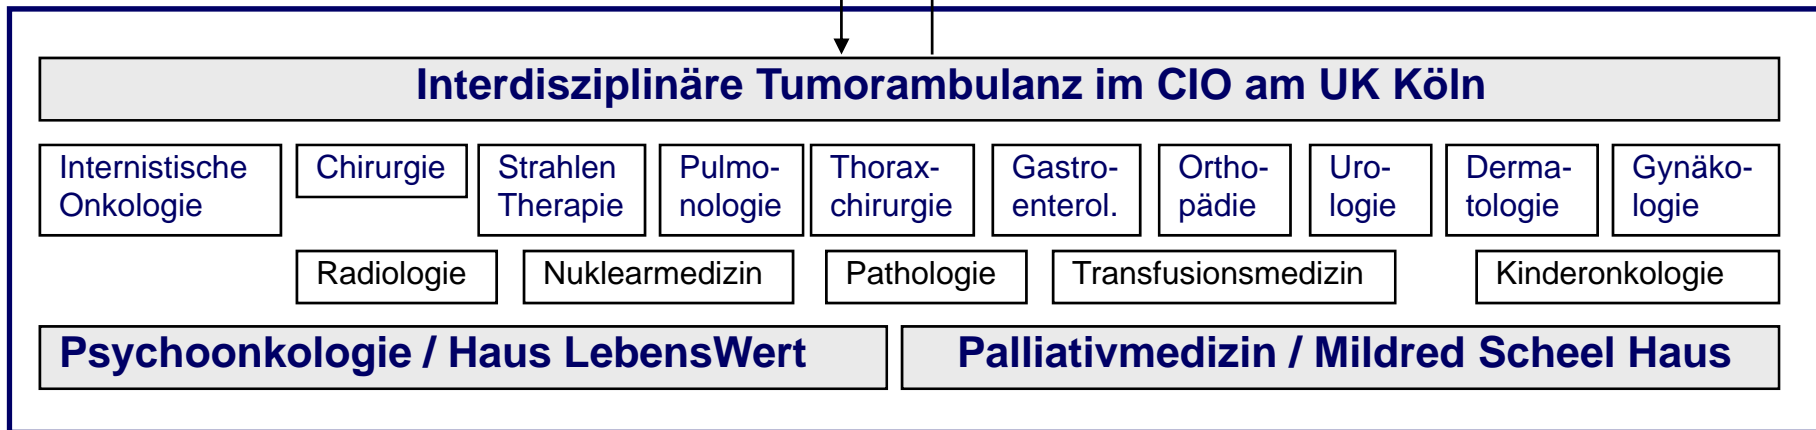 Interdisziplinäre Tumorambulanz im CIO am UK Köln
Internistische
Onkologie
Chirurgie
Strahlen
Therapie
Pulmo-
nologie
Thorax-
chirurgie
Gastro-
enterol.
Ortho-
pädie
Uro-
logie
Derma-
tologie
Gynäko-
logie
Radiologie
Nuklearmedizin
Pathologie
Transfusionsmedizin
Kinderonkologie
Psychoonkologie / Haus LebensWert
Palliativmedizin / Mildred Scheel Haus